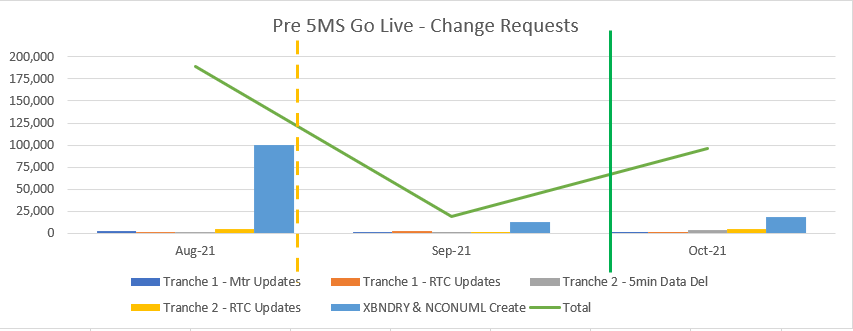 Pre 5MS Go Live - Change Requests
200,000
175,000
150,000
125,000
100,000
75,000
50,000
25,000
0
Aug-21 Sep-21 Oct-21
Tranche 1 - Mtr Updates Tranche 1 - RTC Updates Tranche 2 - 5min Data Del
Tranche 2 - RTC Updates XBNDRY & NCONUML Create Total